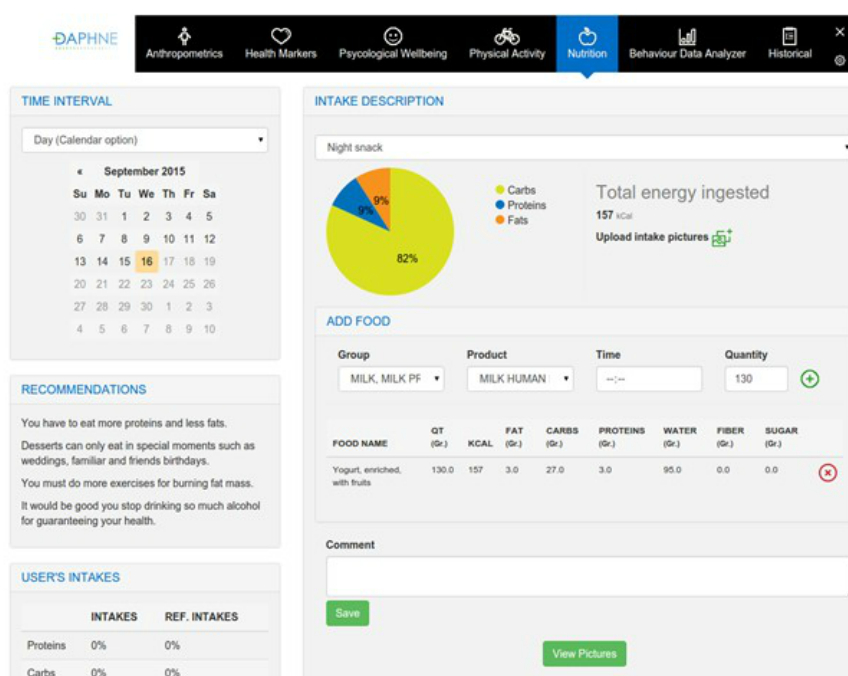 DAPHNE
Anthropometrics
Health Markers
Psycological Wellbeing
Physical Activity
Nutrition
Behaviour Data Analyzer
Historical
TIME INTERVAL
Day (Calendar option)
« September 2015
Su Mo Tu We Th Fr Sa
30 31 1 2 3 4 5
6 7 8 9 10 11 12
13 14 15 16 17 18 19
20 21 22 23 24 25 26
27 28 29 30 1 2 3
4 5 6 7 8 9 10
RECOMMENDATIONS
You have to eat more proteins and less fats.
Desserts can only eat in special moments such as
weddings, familiar and friends birthdays.
You must do more exercises for burning fat mass.
It would be good you stop drinking so much alcohol
for guaranteeing your health.
USER'S INTAKES
INTAKES REF. INTAKES
Proteins 0% 0%
Carbs 0% 0%
INTAKE DESCRIPTION
Night snack
9%
9%
82%
Carbs
Proteins
Fats
Total energy ingested
157 kCal
Upload intake pictures
ADD FOOD
Group Product Time Quantity
MILK, MILK PF MILK HUMAN --:-- 130
FOOD NAME QT (Gr.) KCAL FAT (Gr.) CARBS (Gr.) PROTEINS (Gr.) WATER (Gr.) FIBER (Gr.) SUGAR (Gr.)
Yogurt, enriched, 130.0 157 3.0 27.0 3.0 95.0 0.0 0.0
with fruits
Comment
Save
View Pictures